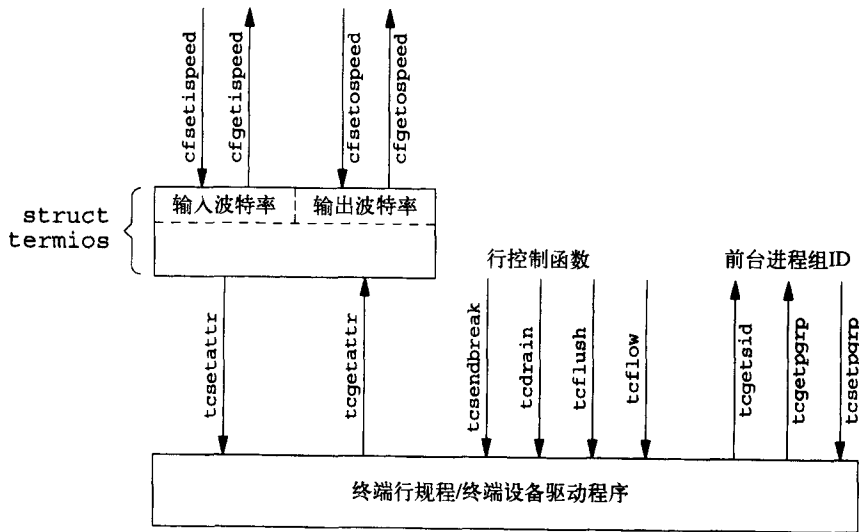 cfsetispeed
cfgetispeed
cfsetospeed
cfgetospeed
struct
termios
输入波特率
输出波特率
行控制函数
前台进程组ID
tcsetattr
tcgetattr
tcsendbreak
tcdrain
tcflush
tcflow
tcgetsid
tcgetpgrp
tcsetpgrp
终端行规程/终端设备驱动程序